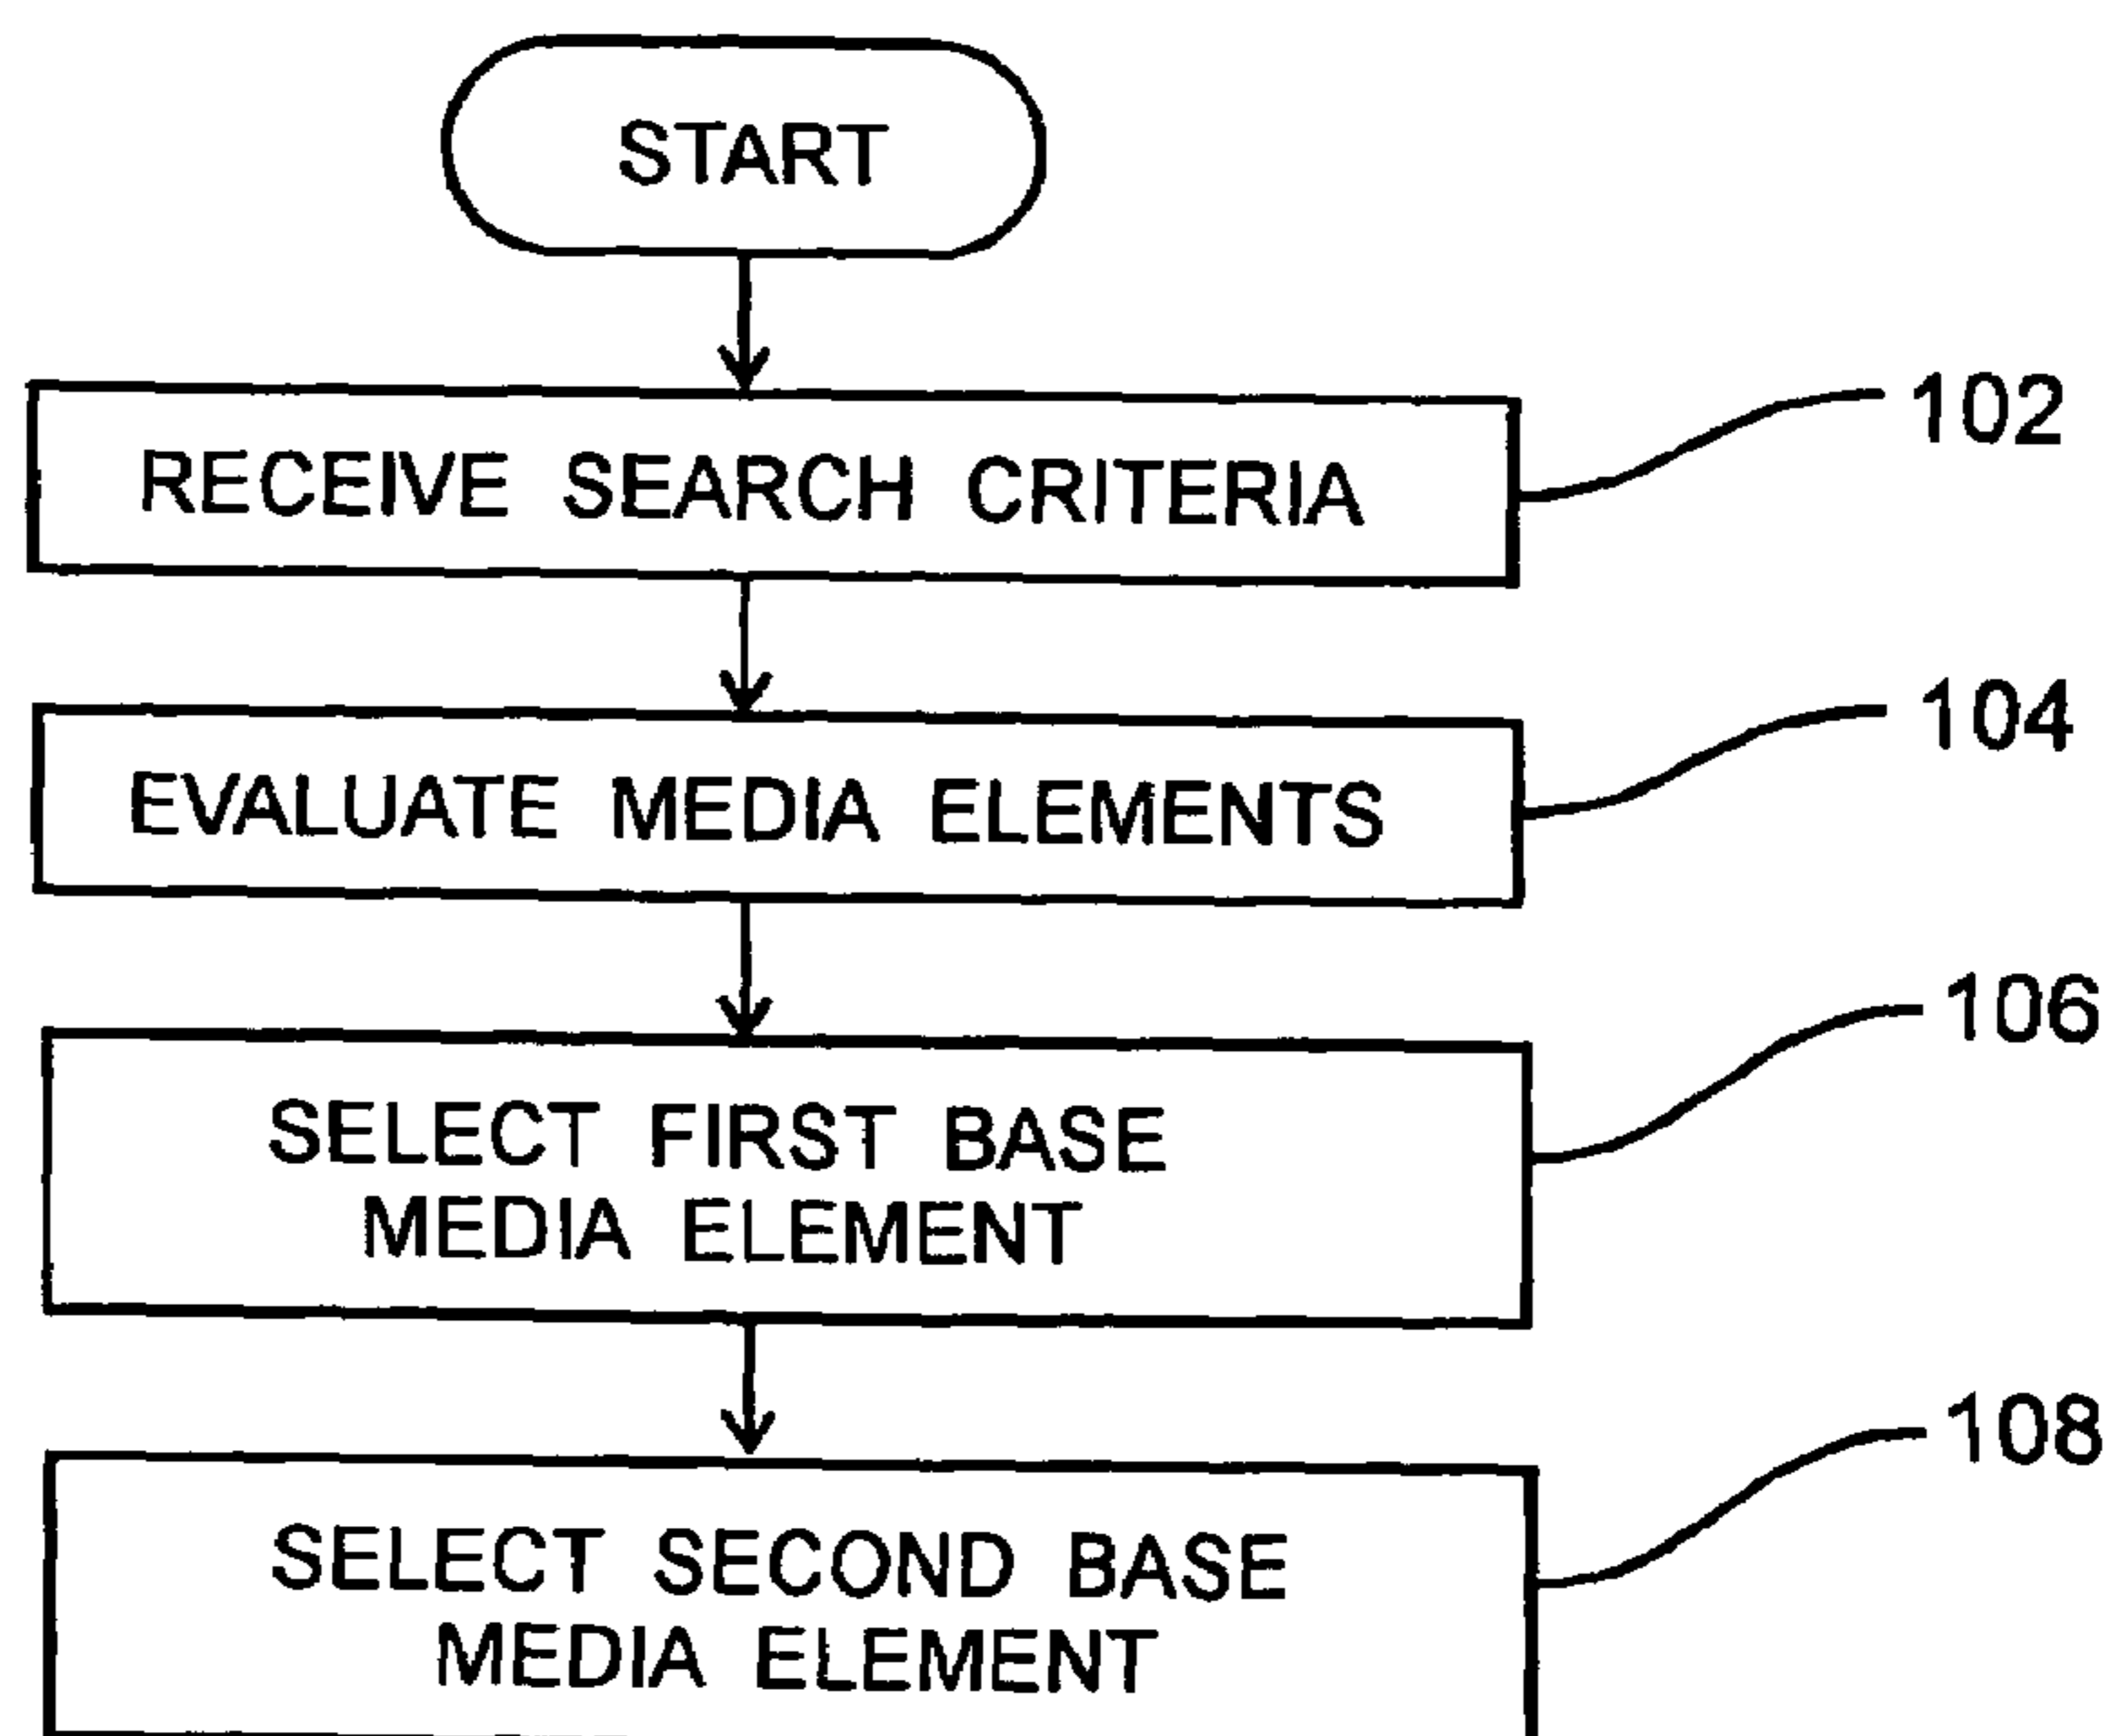 START
RECEIVE SEARCH CRITERIA
102
EVALUATE MEDIA ELEMENTS
104
SELECT FIRST BASE
MEDIA ELEMENT
106
SELECT SECOND BASE
MEDIA ELEMENT
108